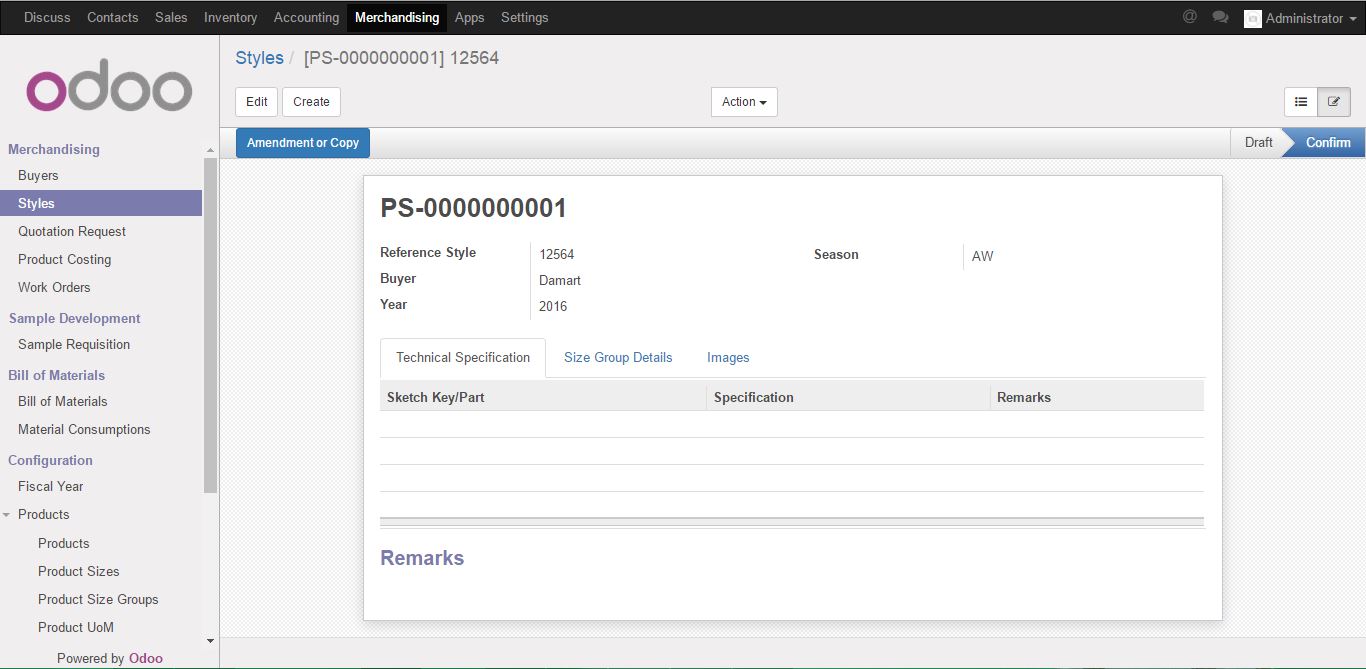 Discuss Contacts Sales Inventory Accounting Merchandising Apps Settings @ Administrator
odoo
Merchandising
Buyers
Styles
Quotation Request
Product Costing
Work Orders
Sample Development
Sample Requisition
Bill of Materials
Bill of Materials
Material Consumptions
Configuration
Fiscal Year
Products
Products
Product Sizes
Product Size Groups
Product UoM
Powered by Odoo
Styles / [PS-0000000001] 12564
Edit Create Action
Amendment or Copy Draft Confirm
PS-0000000001
Reference Style 12564 Season AW
Buyer Damart
Year 2016
Technical Specification Size Group Details Images
Sketch Key/Part Specification Remarks
Remarks